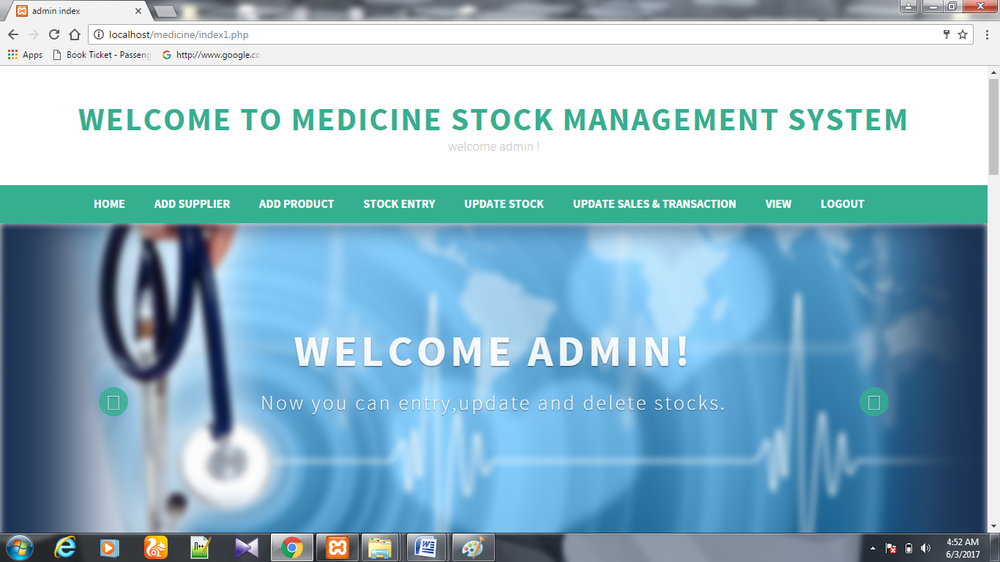 admin index
localhost/medicine/index1.php
Apps Book Ticket - Passeng http://www.google.co
WELCOME TO MEDICINE STOCK MANAGEMENT SYSTEM
welcome admin !
HOME ADD SUPPLIER ADD PRODUCT STOCK ENTRY UPDATE STOCK UPDATE SALES & TRANSACTION VIEW LOGOUT
WELCOME ADMIN!
Now you can entry,update and delete stocks.
4:52 AM
6/3/2017